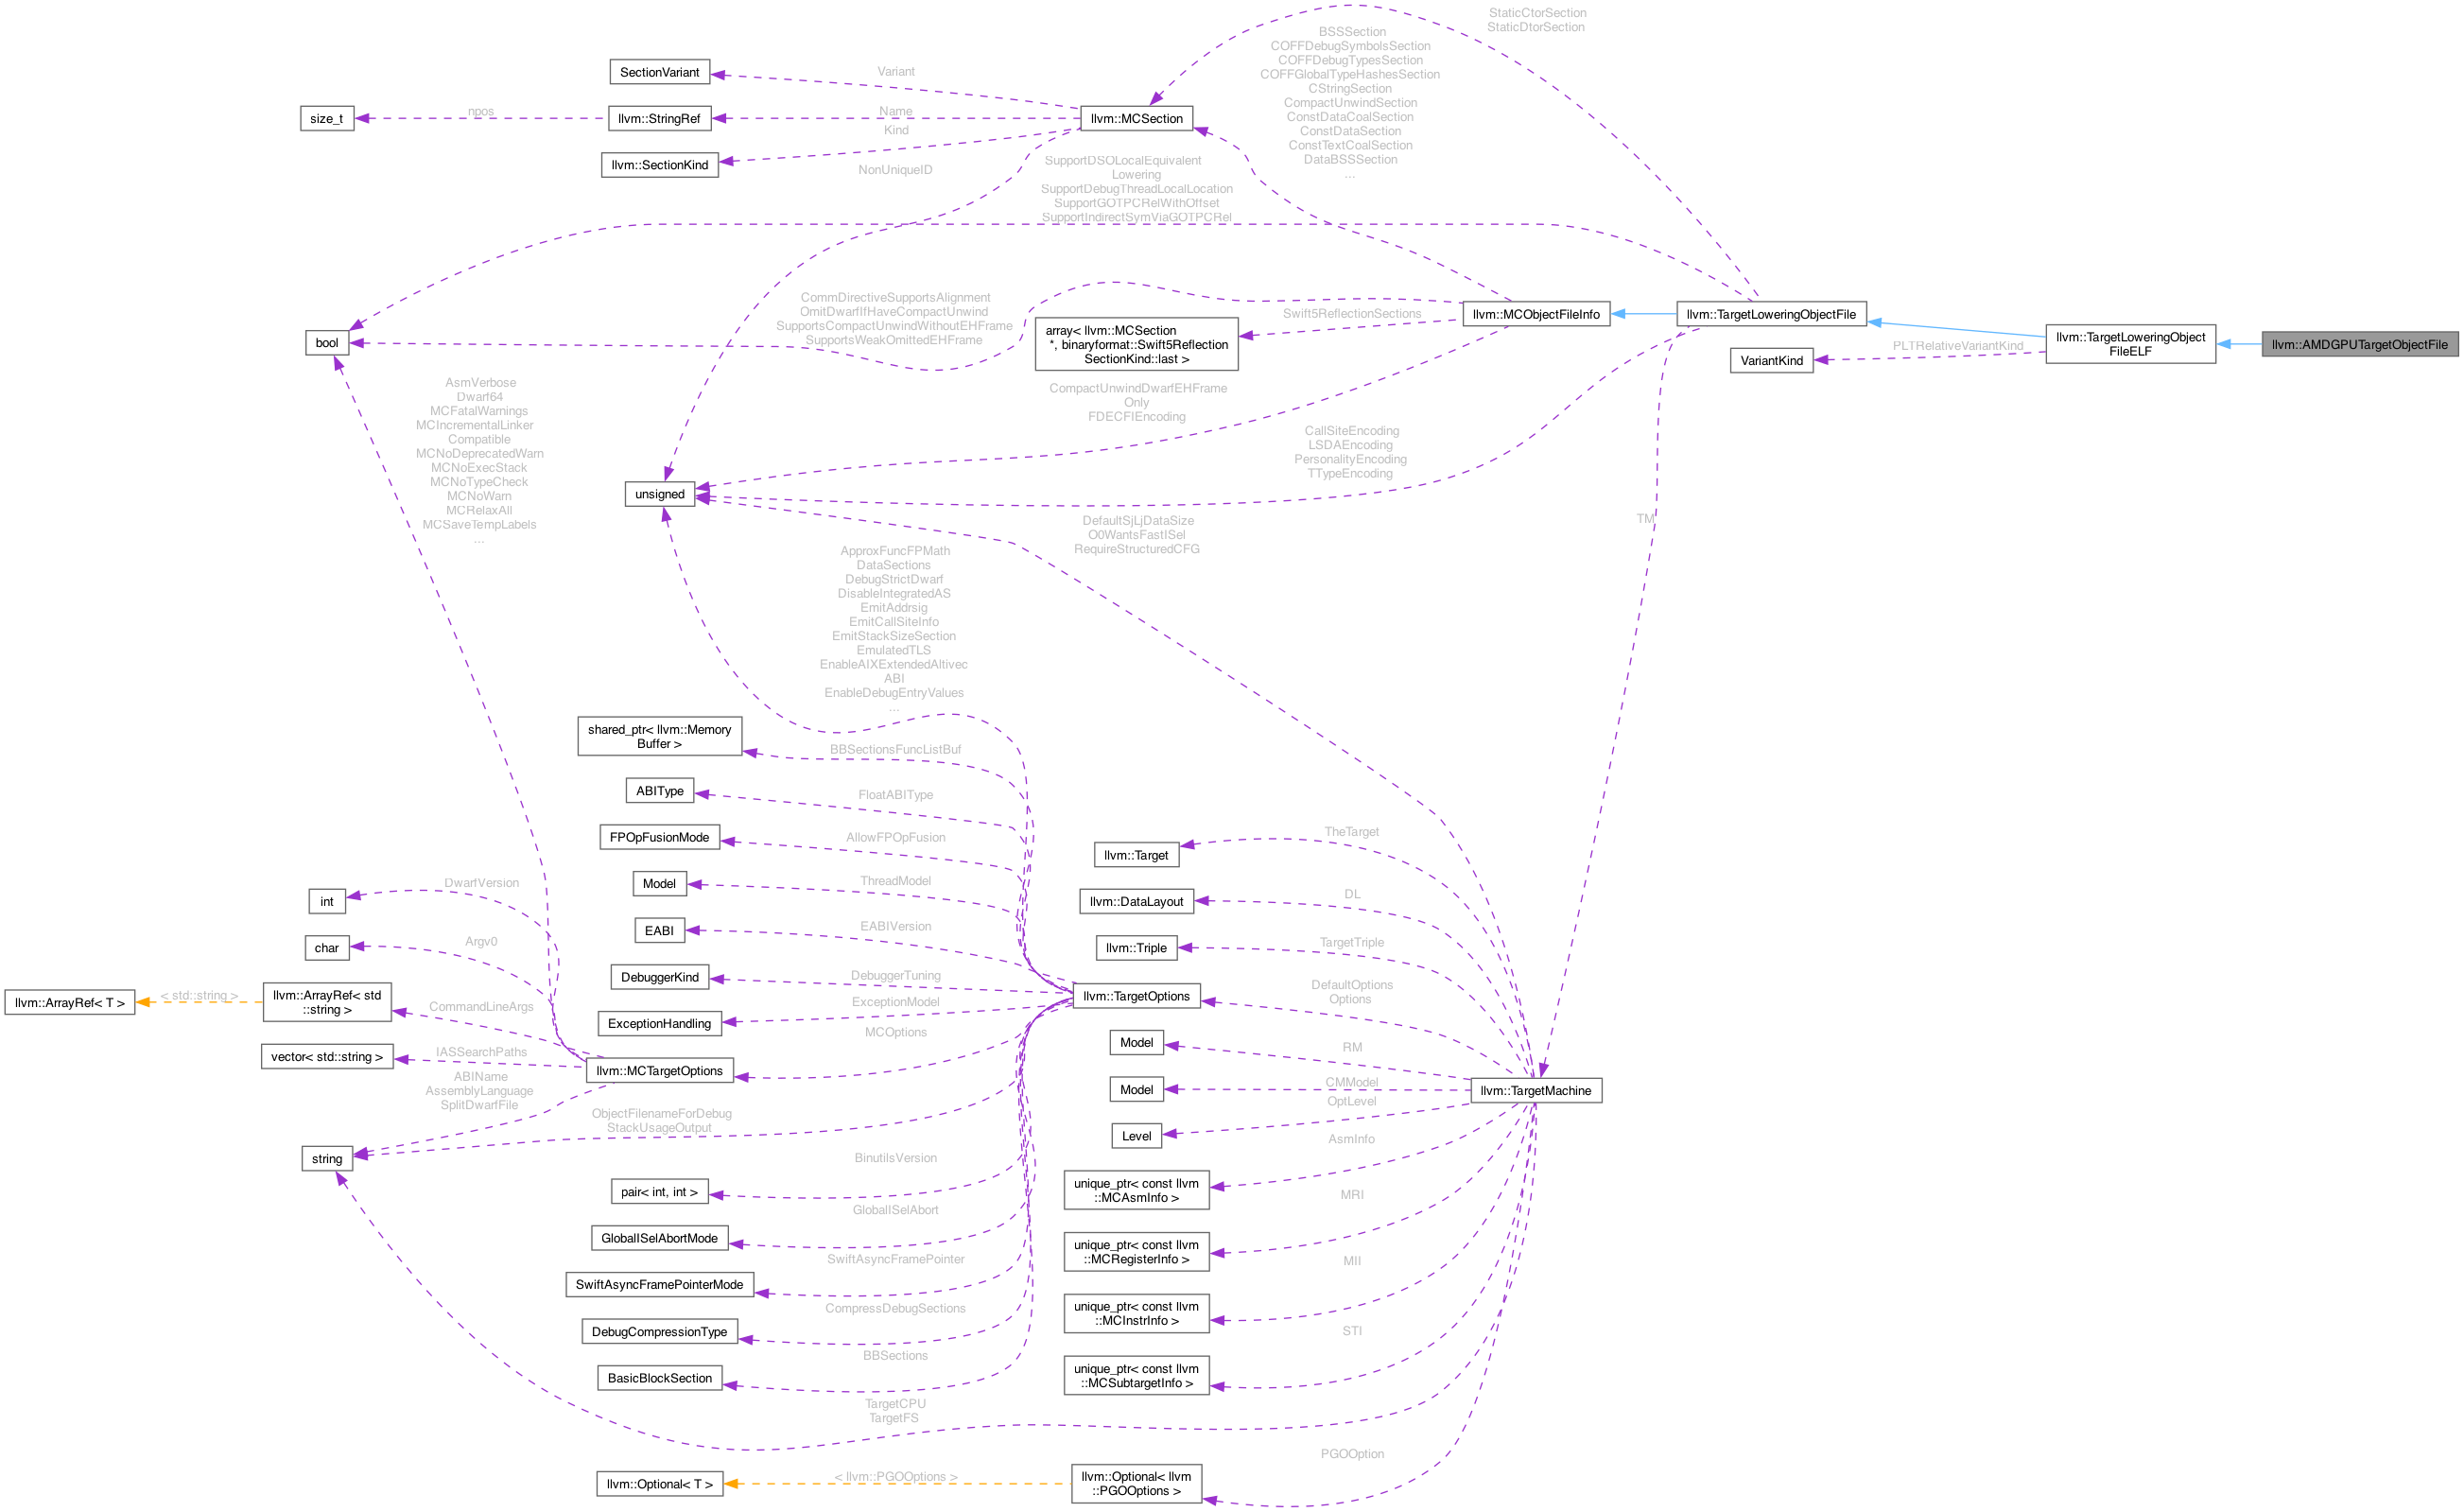 StaticCtorSection
StaticDtorSection
BSSSection
COFFDebugSymbolsSection
COFFDebugTypesSection
COFFGlobalTypeHashesSection
CStringSection
CompactUnwindSection
ConstDataCoalSection
ConstDataSection
ConstTextCoalSection
DataBSSSection
...
SectionVariant
Variant
size_t
npos
llvm::StringRef
Name
llvm::MCSection
Kind
llvm::SectionKind
NonUniqueID
SupportDSOLocalEquivalent
Lowering
SupportDebugThreadLocalLocation
SupportGOTPCRelWithOffset
SupportIndirectSymViaGOTPCRel
CommDirectiveSupportsAlignment
OmitDwarfIfHaveCompactUnwind
SupportsCompactUnwindWithoutEHFrame
SupportsWeakOmittedEHFrame
bool
array< llvm::MCSection
*, binaryformat::Swift5Reflection
SectionKind::last >
Swift5ReflectionSections
llvm::MCObjectFileInfo
llvm::TargetLoweringObjectFile
VariantKind
PLTRelativeVariantKind
llvm::TargetLoweringObject
FileELF
llvm::AMDGPUTargetObjectFile
AsmVerbose
Dwarf64
MCFatalWarnings
MCIncrementalLinker
Compatible
MCNoDeprecatedWarn
MCNoExecStack
MCNoTypeCheck
MCNoWarn
MCRelaxAll
MCSaveTempLabels
...
CompactUnwindDwarfEHFrame
Only
FDECFIEncoding
CallSiteEncoding
LSDAEncoding
PersonalityEncoding
TTypeEncoding
unsigned
DefaultSjLjDataSize
O0WantsFastISel
RequireStructuredCFG
TM
ApproxFuncFPMath
DataSections
DebugStrictDwarf
DisableIntegratedAS
EmitAddrsig
EmitCallSiteInfo
EmitStackSizeSection
EmulatedTLS
EnableAIXExtendedAltivec
ABI
EnableDebugEntryValues
...
shared_ptr< llvm::Memory
Buffer >
BBSectionsFuncListBuf
ABIType
FloatABIType
FPOpFusionMode
AllowFPOpFusion
Model
ThreadModel
EABI
EABIVersion
DebuggerKind
DebuggerTuning
ExceptionHandling
ExceptionModel
MCOptions
llvm::TargetOptions
llvm::Target
TheTarget
llvm::DataLayout
DL
llvm::Triple
TargetTriple
DefaultOptions
Options
Model
RM
Model
CMModel
Level
OptLevel
llvm::TargetMachine
int
DwarfVersion
char
Argv0
llvm::ArrayRef< T >
< std::string >
llvm::ArrayRef< std
::string >
CommandLineArgs
vector< std::string >
IASSearchPaths
llvm::MCTargetOptions
ABIName
AssemblyLanguage
SplitDwarfFile
string
ObjectFilenameForDebug
StackUsageOutput
pair< int, int >
BinutilsVersion
GlobalISelAbortMode
GlobalISelAbort
SwiftAsyncFramePointerMode
SwiftAsyncFramePointer
DebugCompressionType
CompressDebugSections
BasicBlockSection
BBSections
unique_ptr< const llvm
::MCAsmInfo >
AsmInfo
unique_ptr< const llvm
::MCRegisterInfo >
MRI
unique_ptr< const llvm
::MCInstrInfo >
MII
unique_ptr< const llvm
::MCSubtargetInfo >
STI
TargetCPU
TargetFS
llvm::Optional< T >
< llvm::PGOOptions >
llvm::Optional< llvm
::PGOOptions >
PGOOption